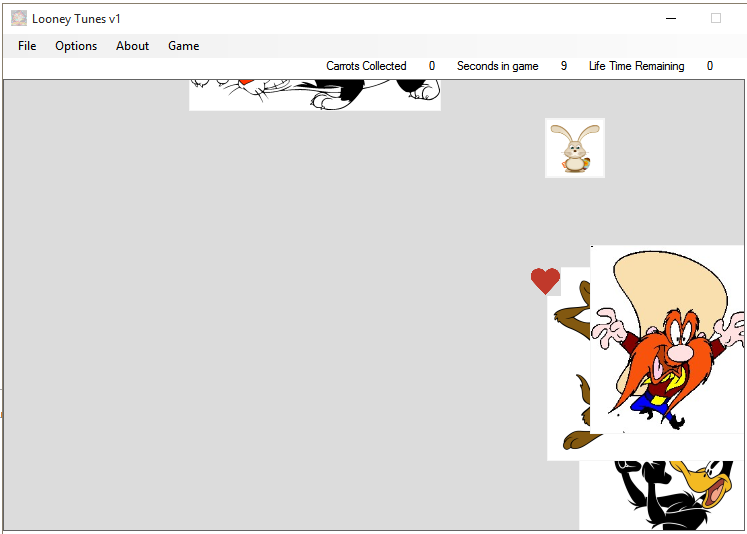 Looney Tunes v1
File Options About Game
Carrots Collected 0 Seconds in game 9 Life Time Remaining 0